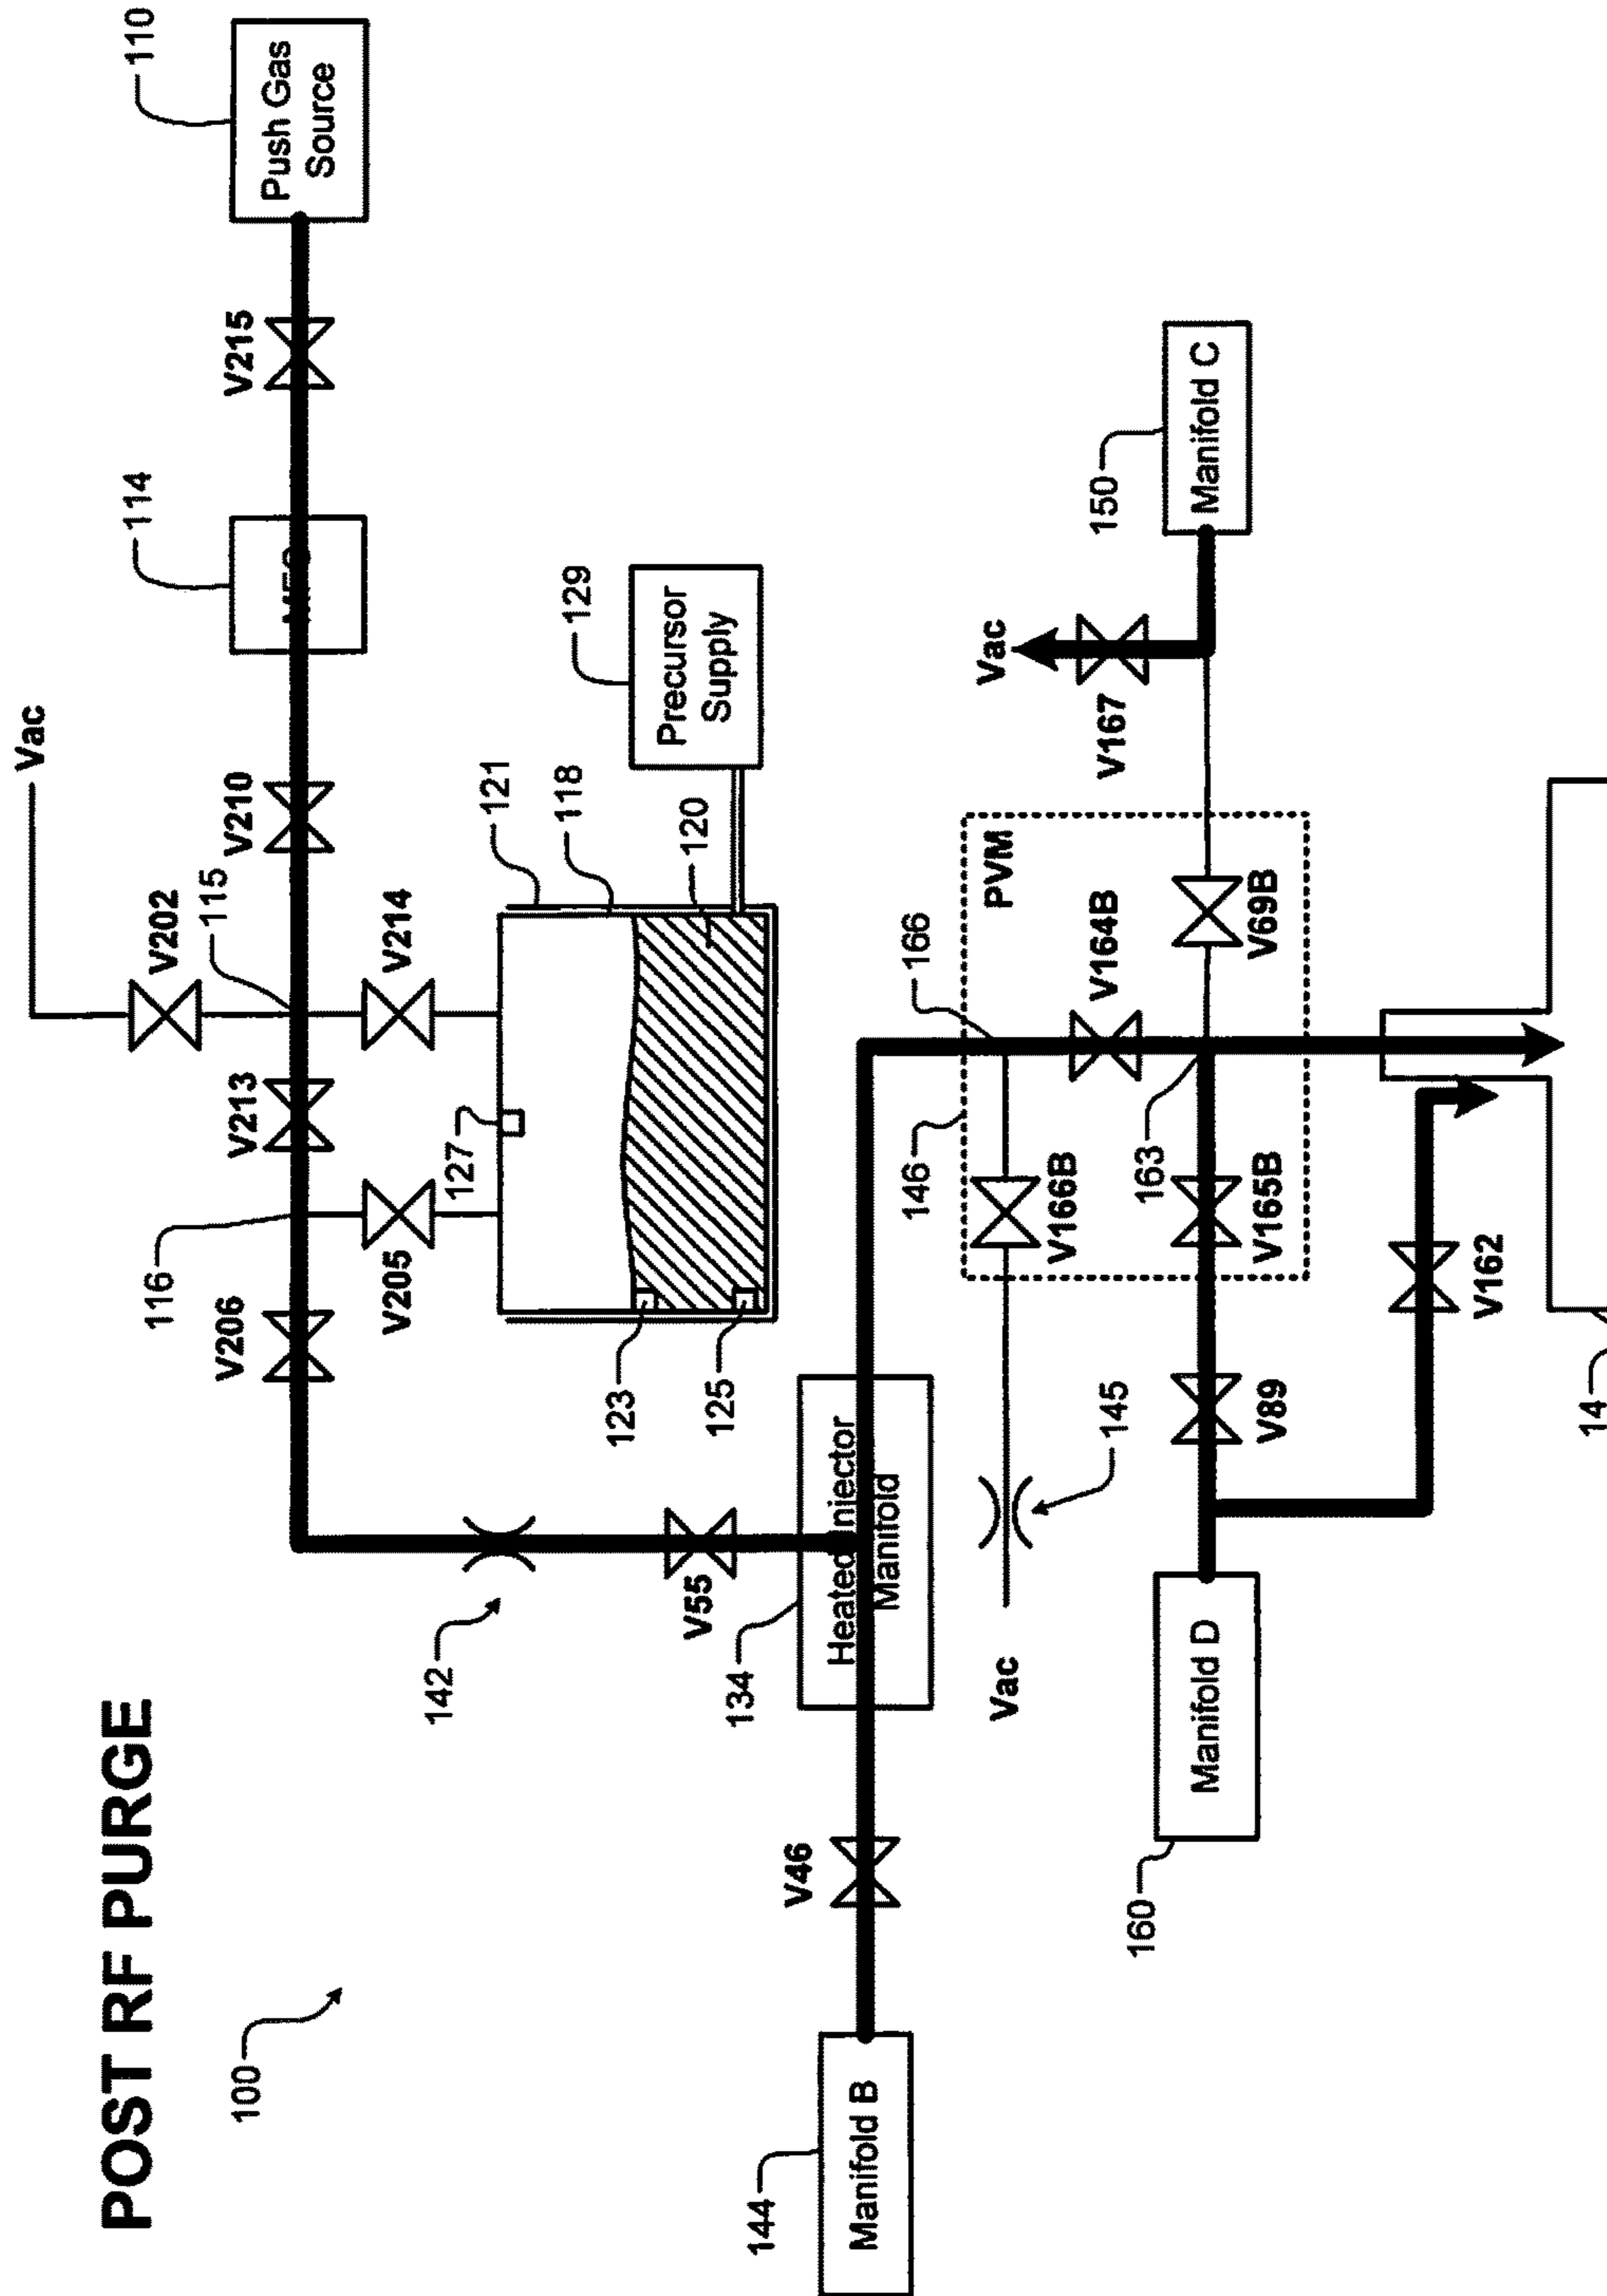 POST RF PURGE
100
Vac
110
Push Gas
Source
V215
114
V210
V202
115
V213
V214
116
V206
V205
127
121
118
120
129
Precursor
Supply
123
125
142
V55
134
Heated Injector
Manifold
V46
144
Manifold B
146
166
PVM
V164B
V166B
V69B
163
V165B
145
Vac
V89
V162
160
Manifold D
Vac
V167
150
Manifold C
14